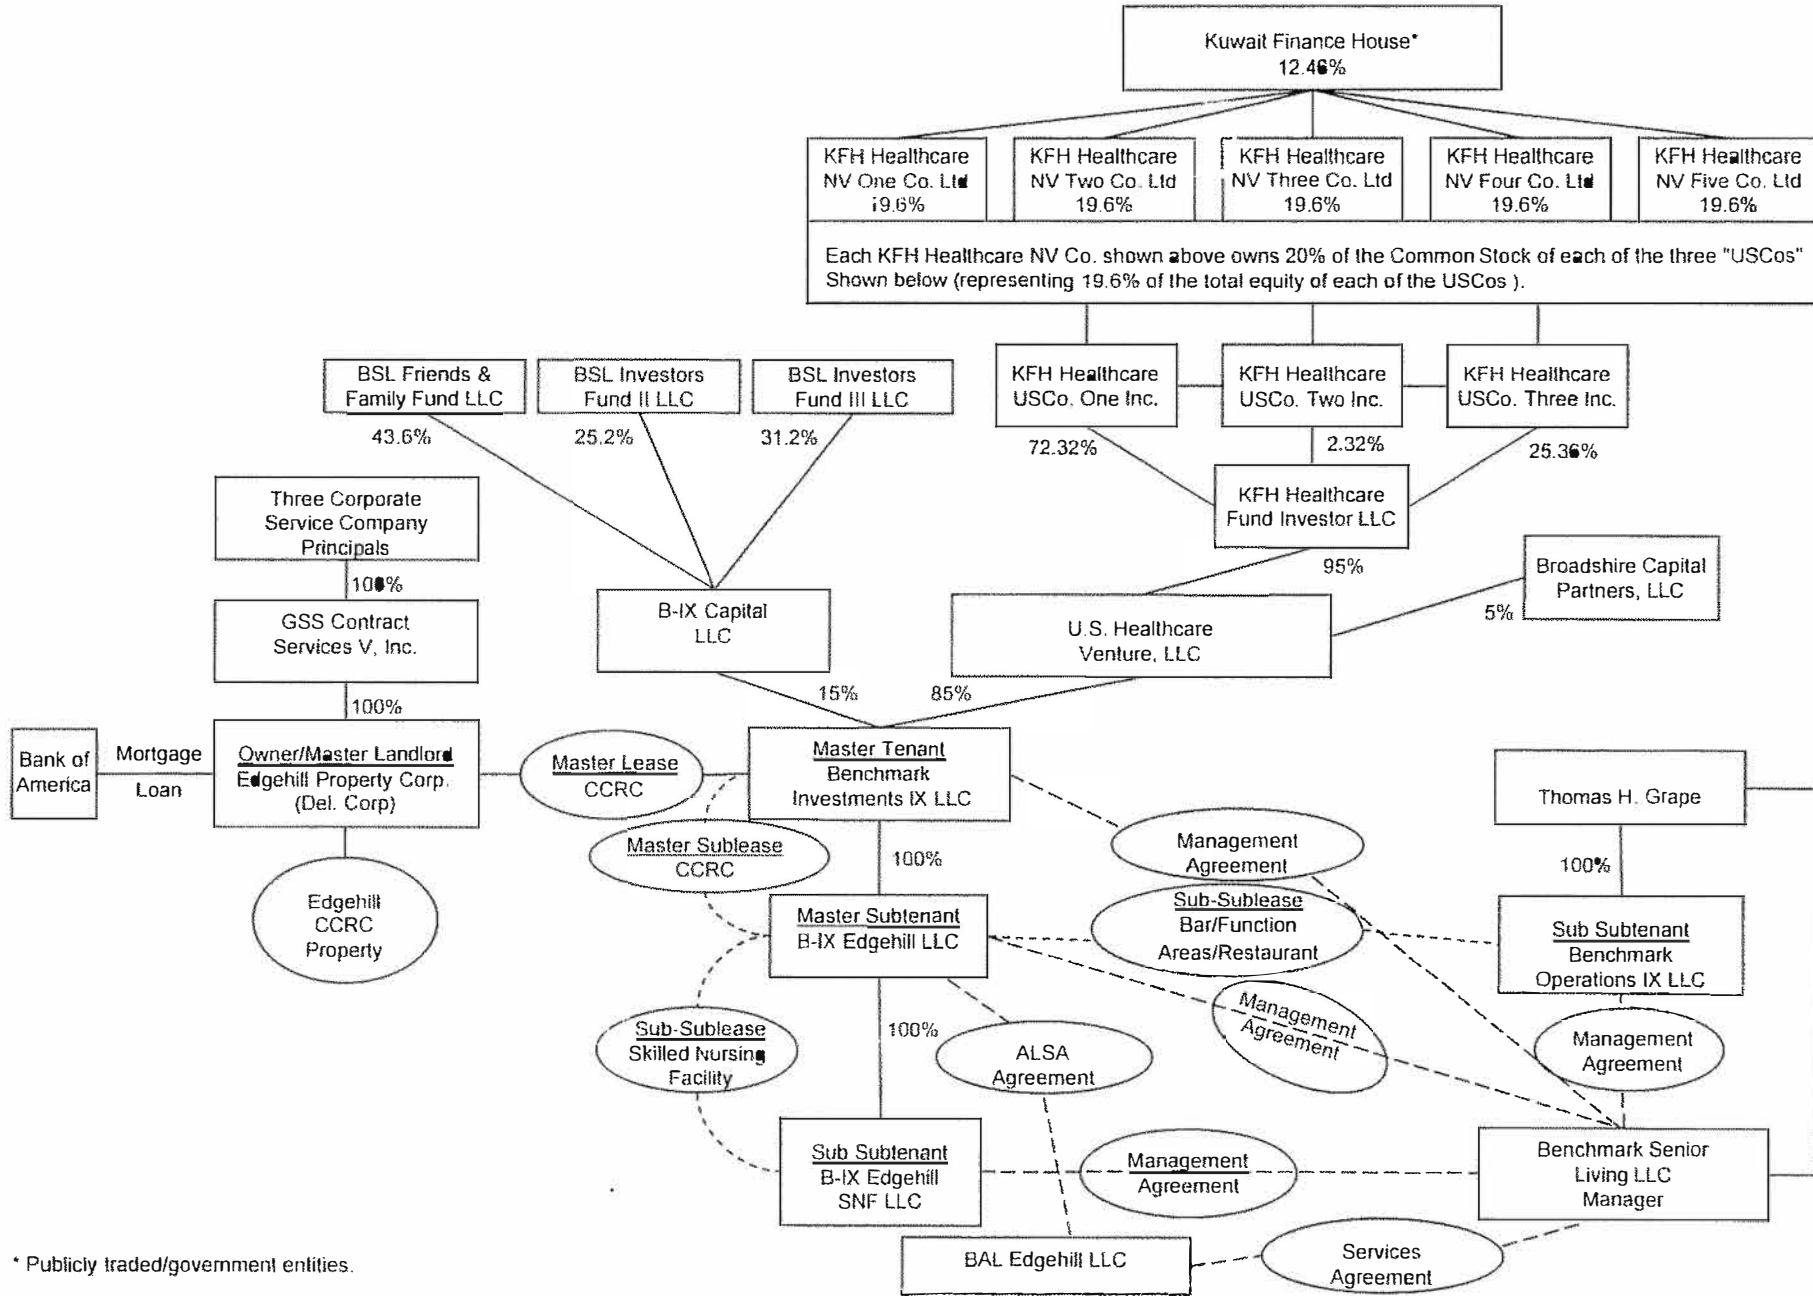 Kuwait Finance House*
12.46%
KFH Healthcare
NV One Co. Ltd
19.6%
KFH Healthcare
NV Two Co. Ltd
19.6%
KFH Healthcare
NV Three Co. Ltd
19.6%
KFH Healthcare
NV Four Co. Ltd
19.6%
KFH Healthcare
NV Five Co. Ltd
19.6%
Each KFH Healthcare NV Co. shown above owns 20% of the Common Stock of each of the three "USCos"
Shown below (representing 19.6% of the total equity of each of the USCos ).
BSL Friends &
Family Fund LLC
BSL Investors
Fund II LLC
BSL Investors
Fund III LLC
KFH Healthcare
USCo. One Inc.
KFH Healthcare
USCo. Two Inc.
KFH Healthcare
USCo. Three Inc.
43.6%
25.2%
31.2%
72.32%
2.32%
25.36%
Three Corporate
Service Company
Principals
KFH Healthcare
Fund Investor LLC
100%
95%
Broadshire Capital
Partners, LLC
5%
GSS Contract
Services V, Inc.
B-IX Capital
LLC
U.S. Healthcare
Venture, LLC
100%
15%
85%
Bank of
America
Mortgage
Loan
Owner/Master Landlord
Edgehill Property Corp.
(Del. Corp)
Master Lease
CCRC
Master Tenant
Benchmark
Investments IX LLC
Thomas H. Grape
Master Sublease
CCRC
100%
Management
Agreement
100%
Edgehill
CCRC
Property
Master Subtenant
B-IX Edgehill LLC
Sub-Sublease
Bar/Function
Areas/Restaurant
Sub Subtenant
Benchmark
Operations IX LLC
Sub-Sublease
Skilled Nursing
Facility
100%
ALSA
Agreement
Management
Agreement
Management
Agreement
Sub Subtenant
B-IX Edgehill
SNF LLC
Management
Agreement
Benchmark Senior
Living LLC
Manager
BAL Edgehill LLC
Services
Agreement
* Publicly traded/government entities.